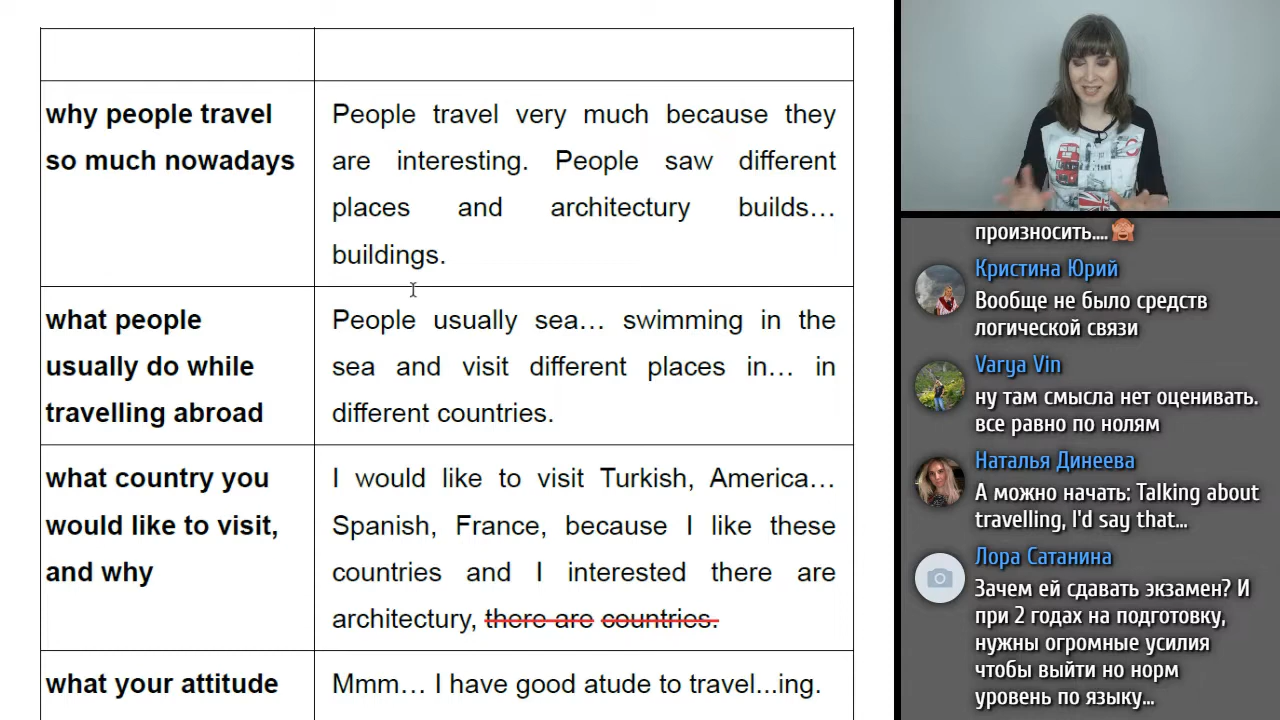 why people travel
so much nowadays
People travel very much because they
are interesting. People saw different
places and architectury builds…
buildings.
what people
usually do while
travelling abroad
People usually sea… swimming in the
sea and visit different places in… in
different countries.
what country you
would like to visit,
and why
I would like to visit Turkish, America…
Spanish, France, because I like these
countries and I interested there are
architectury, there are countries.
what your attitude
Mmm… I have good atude to travel...ing.
произносить....🙈
Кристина Юрий
Вообще не было средств
логической связи
Varya Vin
ну там смысла нет оценивать.
все равно по нолям
Наталья Динеева
А можно начать: Talking about
travelling, I'd say that...
Лора Сатанина
Зачем ей сдавать экзамен? И
при 2 годах на подготовку,
нужны огромные усилия
чтобы выйти но норм
уровень по языку...